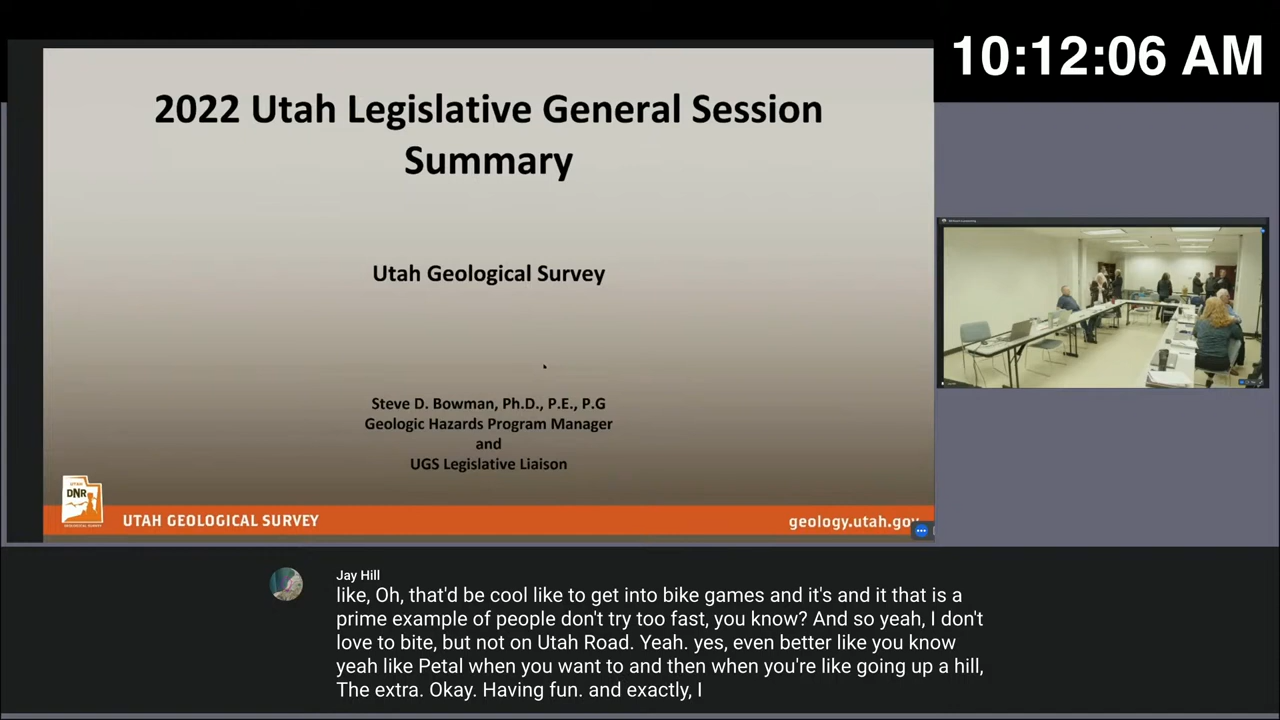 10:12:06 AM
2022 Utah Legislative General Session
Summary
Utah Geological Survey
Steve D. Bowman, Ph.D., P.E., P.G
Geologic Hazards Program Manager
and
UGS Legislative Liaison
UTAH
DNR
GEOLOGICAL SURVEY
UTAH GEOLOGICAL SURVEY
geology.utah.gov
Jay Hill
like, Oh, that'd be cool like to get into bike games and it's and it that is a
prime example of people don't try too fast, you know? And so yeah, I don't
love to bite, but not on Utah Road. Yeah. yes, even better like you know
yeah like Petal when you want to and then when you're like going up a hill,
The extra. Okay. Having fun. and exactly, I